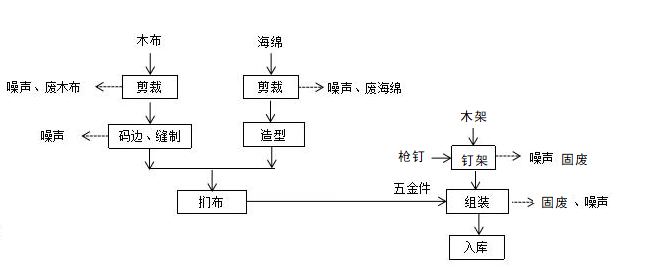 木布
海绵
噪声、废木布
剪裁
剪裁
噪声、废海绵
木架
噪声
码边、缝制
造型
枪钉
钉架
噪声 固废
扪布
五金件
组装
固废、噪声
入库